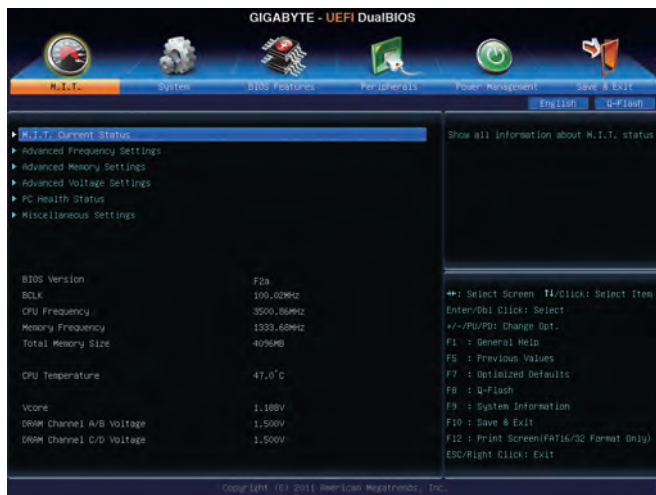 GIGABYTE - UEFI DualBIOS
M.I.T.
System
BIOS Features
Peripherals
Power Management
Save & Exit
English
Q-Flash
M.I.T. Current Status
Advanced Frequency Settings
Advanced Memory Settings
Advanced Voltage Settings
PC Health Status
Miscellaneous Settings
Show all information about M.I.T. status
BIOS Version F2a
BCLK 100.02MHz
CPU Frequency 3500.86MHz
Memory Frequency 1333.68MHz
Total Memory Size 4096MB
CPU Temperature 47.0°C
Vcore 1.188V
DRAM Channel A/B Voltage 1.500V
DRAM Channel C/D Voltage 1.500V
→←: Select Screen ↑↓/Click: Select Item
Enter/Dbl Click: Select
+/-/PU/PD: Change Opt.
F1 : General Help
F5 : Previous Values
F7 : Optimized Defaults
F8 : Q-Flash
F9 : System Information
F10 : Save & Exit
F12 : Print Screen(FAT16/32 Format Only)
ESC/Right Click: Exit
Copyright (C) 2011 American Megatrends, Inc.